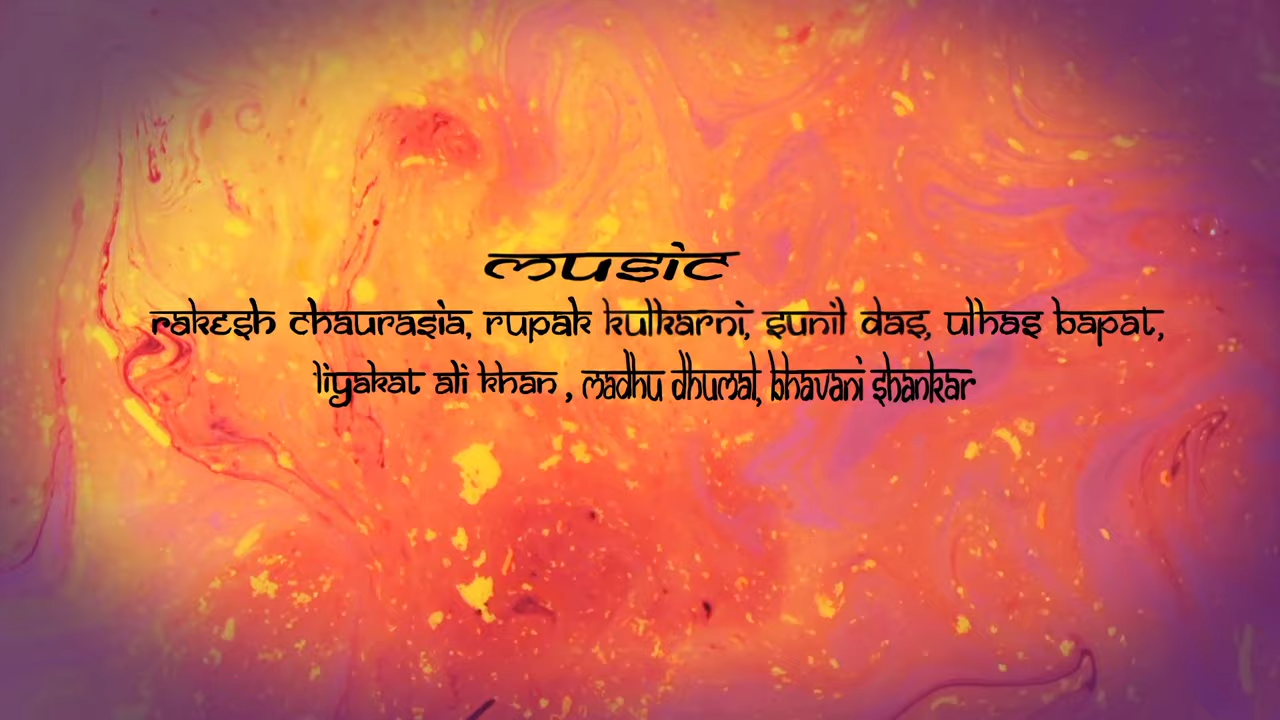 music
rakesh chaurasia, rupak kulkarni, sunil das, ulhas bapat,
liyakat ali khan , madhu dhumal, bhavani shankar